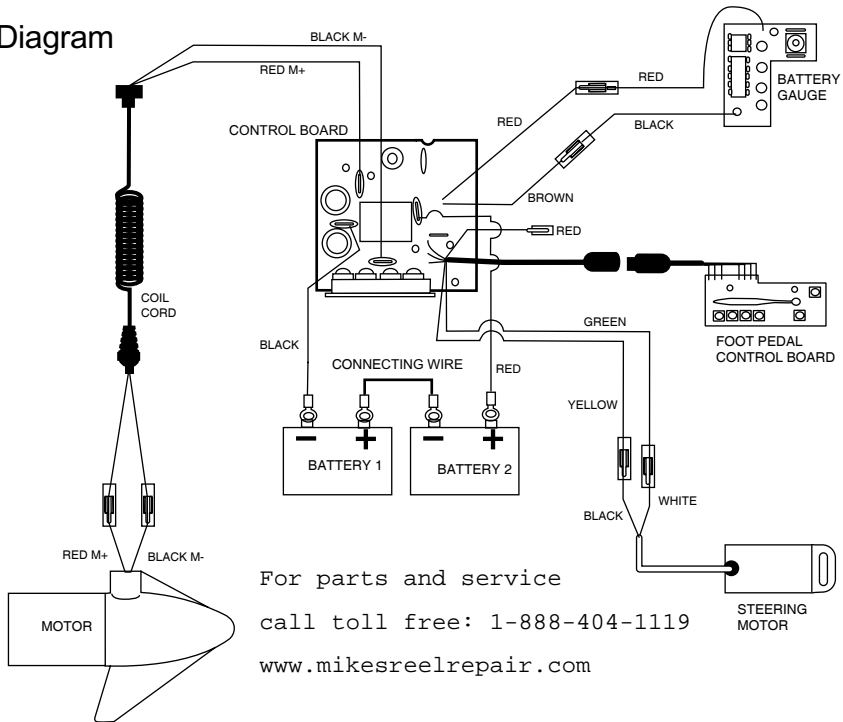 Diagram
BLACK M-
RED M+
RED
BATTERY
GAUGE
RED
BLACK
CONTROL BOARD
BROWN
RED
COIL
CORD
GREEN
FOOT PEDAL
CONTROL BOARD
BLACK
CONNECTING WIRE
RED
YELLOW
BATTERY 1
BATTERY 2
WHITE
BLACK
RED M+
BLACK M-
For parts and service
call toll free: 1-888-404-1119
www.mikesreelrepair.com
MOTOR
STEERING
MOTOR